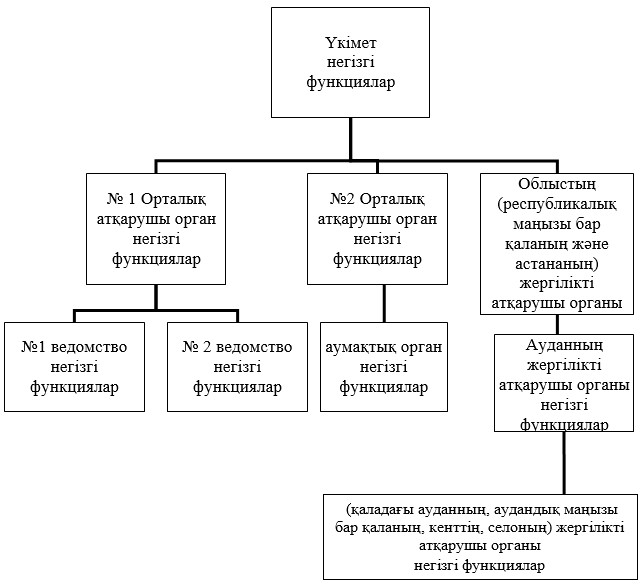 Үкімет
негізгі
функциялар
№ 1 Орталық
атқарушы орган
негізгі
функциялар
№2 Орталық
атқарушы орган
негізгі
функциялар
Облыстың
(республикалық
маңызы бар
қаланың және
астананың)
жергілікті
атқарушы органы
№1 ведомство
негізгі
функциялар
№ 2 ведомство
негізгі
функциялар
аумақтық орган
негізгі
функциялар
Ауданның
жергілікті
атқарушы органы
негізгі
функциялар
(қаладағы ауданның, аудандық маңызы
бар қаланың, кенттің, селоның) жергілікті
атқарушы органы
негізгі функциялар